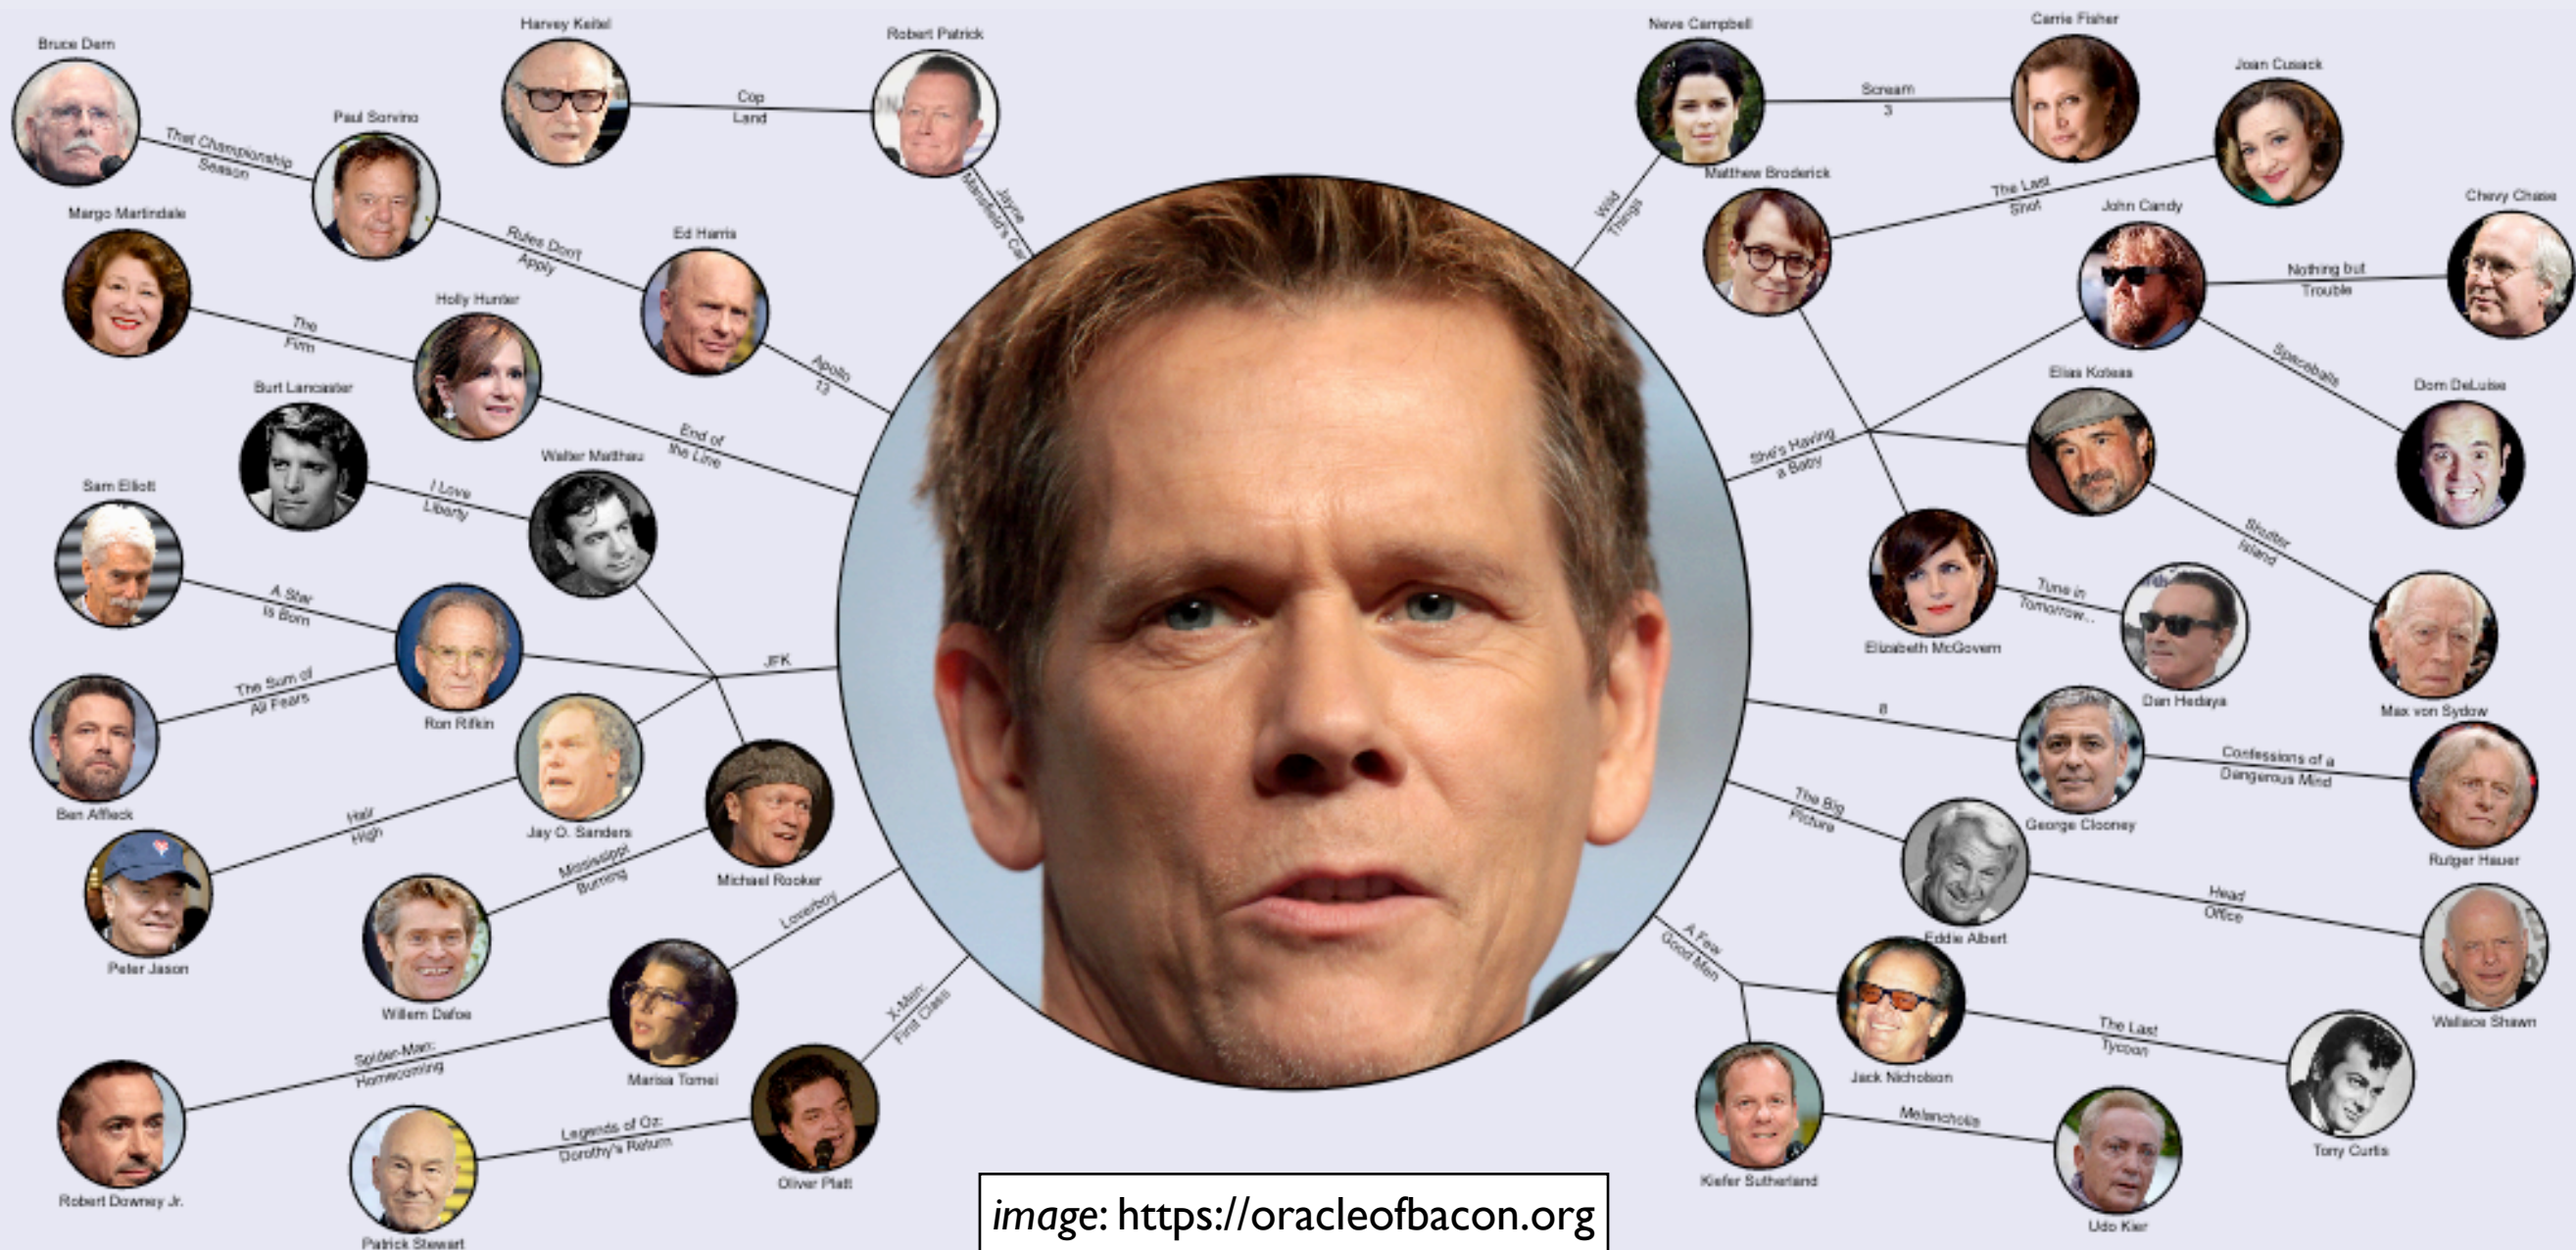 Harvey Keitel
Robert Patrick
Neve Campbell
Carrie Fisher
Bruce Dern
Joan Cusack
Cop
Land
Scream
3
Paul Sorvino
That Championship
Season
Matthew Broderick
Jayne
Mansfield's Car
Wild
Things
The Last
Shot
Chevy Chase
John Candy
Margo Martindale
Ed Harris
Rules Don't
Apply
Nothing but
Trouble
Holly Hunter
The
Firm
Apollo
13
Spaceballs
Elias Koteas
Dom DeLuise
Burt Lancaster
End of
the Line
She's Having
a Baby
Walter Matthau
I Love
Liberty
Sam Elliott
Shutter
Island
A Star
Is Born
Tune in
Tomorrow...
Elizabeth McGovern
JFK
The Sum of
All Fears
Dan Hedaya
Max von Sydow
Ron Rifkin
8
Confessions of a
Dangerous Mind
Ben Affleck
Hair
High
Jay O. Sanders
The Big
Picture
George Clooney
Rutger Hauer
Mississippi
Burning
Michael Rooker
Loverboy
Head
Office
Eddie Albert
A Few
Good Men
Peter Jason
Willem Dafoe
X-Men:
First Class
Wallace Shawn
Spider-Man:
Homecoming
Marisa Tomei
Jack Nicholson
The Last
Tycoon
Legends of Oz:
Dorothy's Return
Melancholia
Tony Curtis
Robert Downey Jr.
Oliver Platt
Kiefer Sutherland
Patrick Stewart
Udo Kier
image: https://oracleofbacon.org